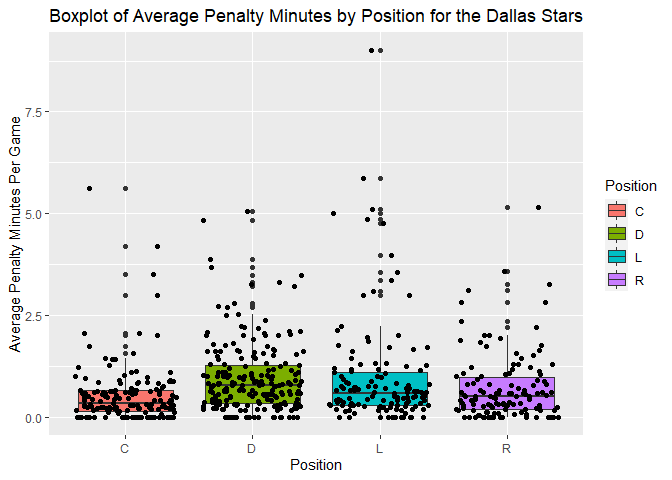 Boxplot of Average Penalty Minutes by Position for the Dallas Stars
Average Penalty Minutes Per Game
7.5
5.0
2.5
0.0
C D L R
Position
Position
C
D
L
R